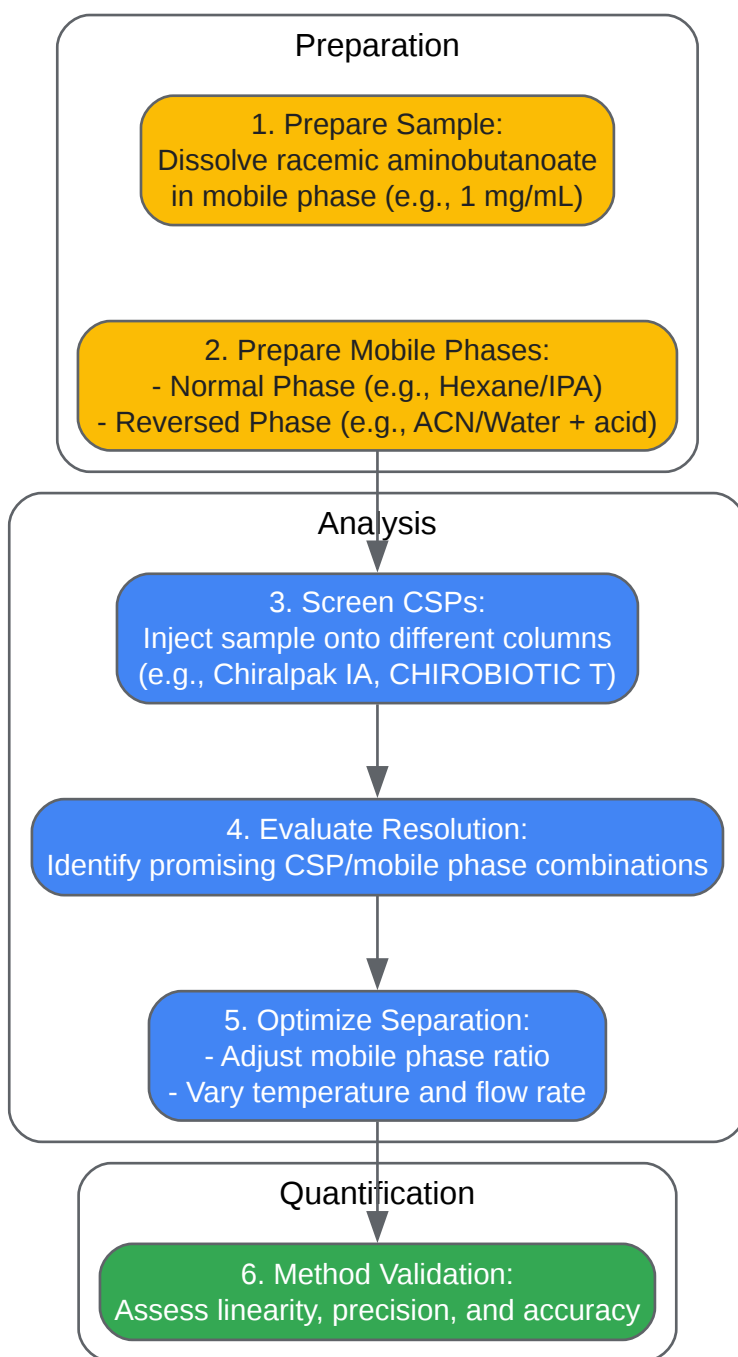 Preparation
1. Prepare Sample:
Dissolve racemic aminobutanoate
in mobile phase (e.g., 1 mg/mL)
2. Prepare Mobile Phases:
- Normal Phase (e.g., Hexane/IPA)
- Reversed Phase (e.g., ACN/Water + acid)
Analysis
3. Screen CSPs:
Inject sample onto different columns
(e.g., Chiralpak IA, CHIROBIOTIC T)
4. Evaluate Resolution:
Identify promising CSP/mobile phase combinations
5. Optimize Separation:
- Adjust mobile phase ratio
- Vary temperature and flow rate
Quantification
6. Method Validation:
Assess linearity, precision, and accuracy